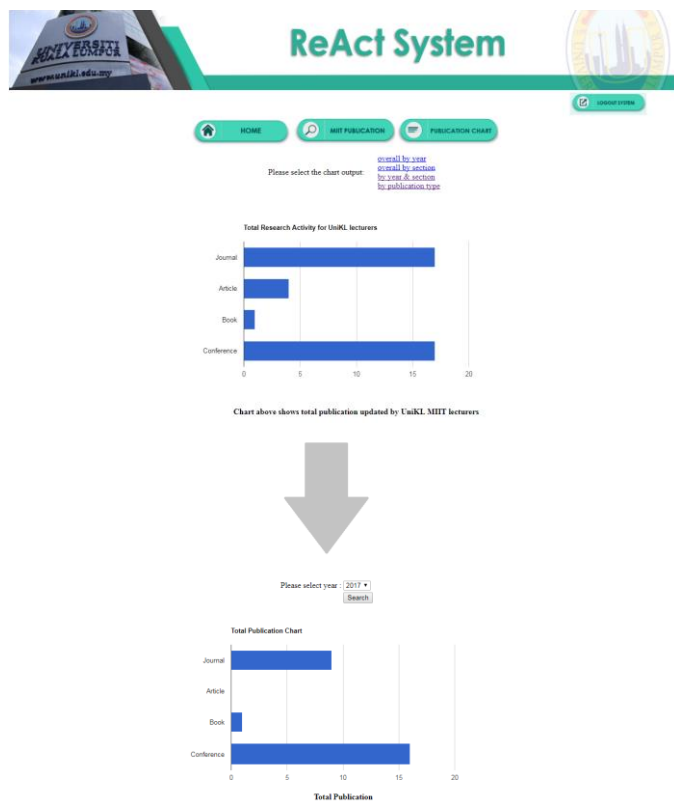 UNIVERSITI
KUALA LUMPUR
www.unikl.edu.my
ReAct System
LOGOUT SYSTEM
HOME
MIIT PUBLICATION
PUBLICATION CHART
Please select the chart output:
overall by year
overall by section
by year & section
by publication type
Total Research Activity for UniKL lecturers
Journal
Article
Book
Conference
0 5 10 15 20
Chart above shows total publication updated by UniKL MIIT lecturers
Please select year : 2017
Search
Total Publication Chart
Journal
Article
Book
Conference
0 5 10 15 20
Total Publication